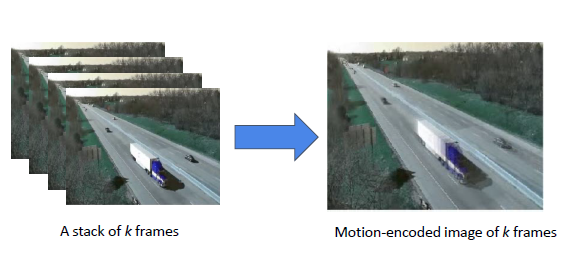 A stack of k frames
Motion-encoded image of k frames